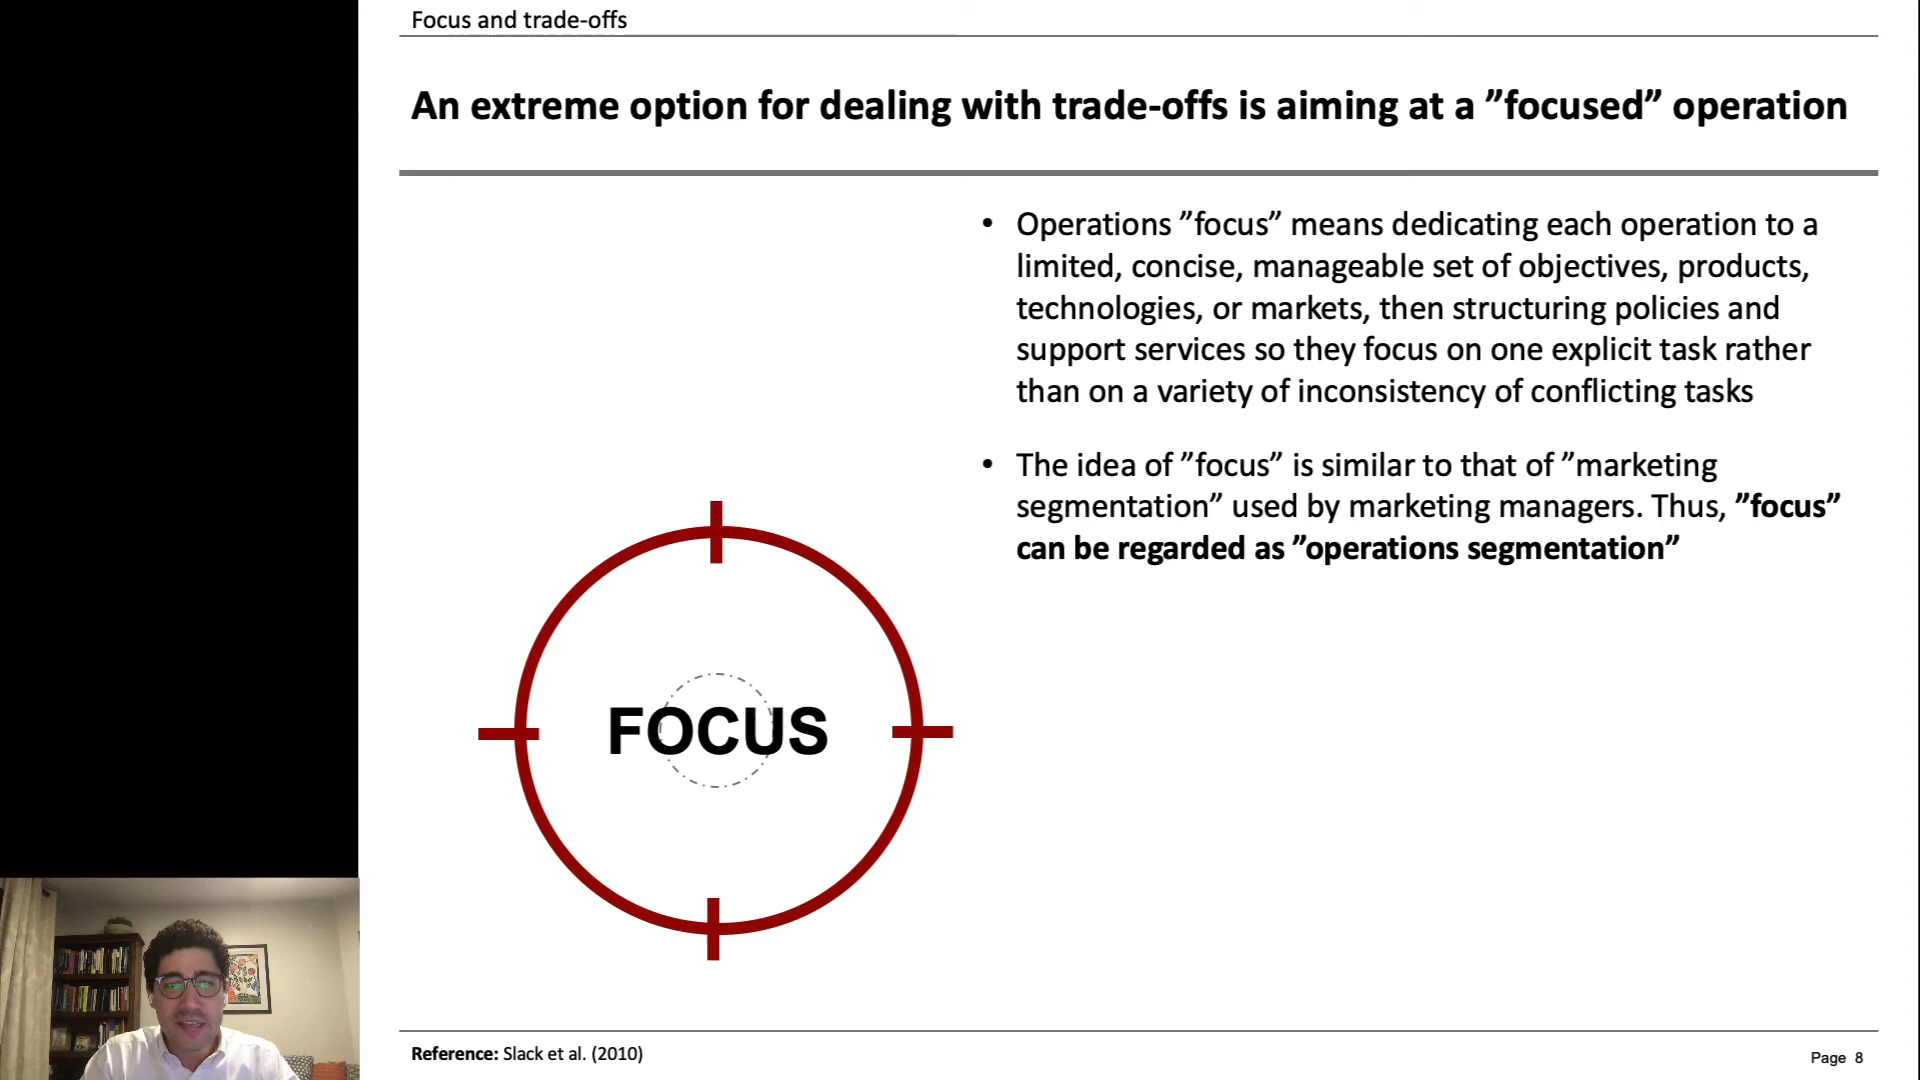 Focus and trade-offs
An extreme option for dealing with trade-offs is aiming at a ”focused” operation
• Operations ”focus” means dedicating each operation to a
limited, concise, manageable set of objectives, products,
technologies, or markets, then structuring policies and
support services so they focus on one explicit task rather
than on a variety of inconsistency of conflicting tasks
• The idea of ”focus” is similar to that of ”marketing
segmentation” used by marketing managers. Thus, ”focus”
can be regarded as ”operations segmentation”
FOCUS
Reference: Slack et al. (2010)
Page 8